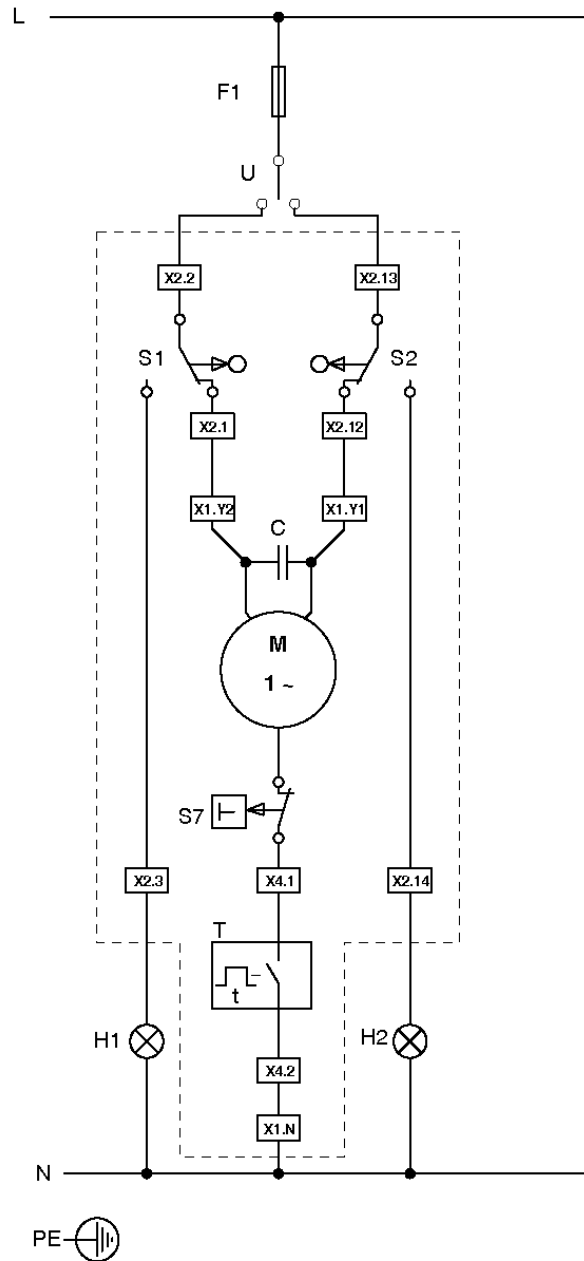 L
F1
U
X2.2
X2.13
S1
S2
X2.1
X2.12
X1.Y2
X1.Y1
C
M
1 ~
S7
X2.3
X4.1
X2.14
T
t
H1
H2
X4.2
X1.N
N
PE